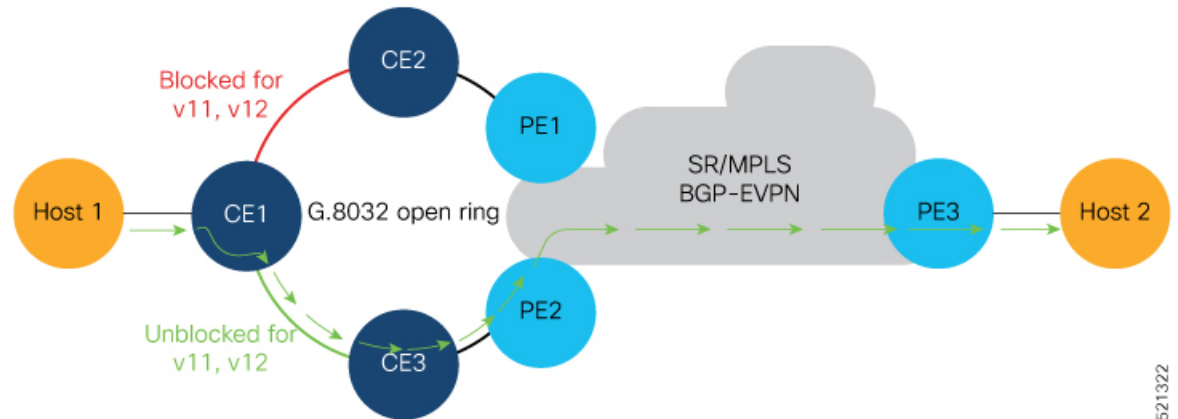 CE2
Blocked for
v11, v12
PE1
SR/MPLS
BGP-EVPN
Host 1
CE1
G.8032 open ring
PE3
Host 2
PE2
Unblocked for
v11, v12
CE3
521322